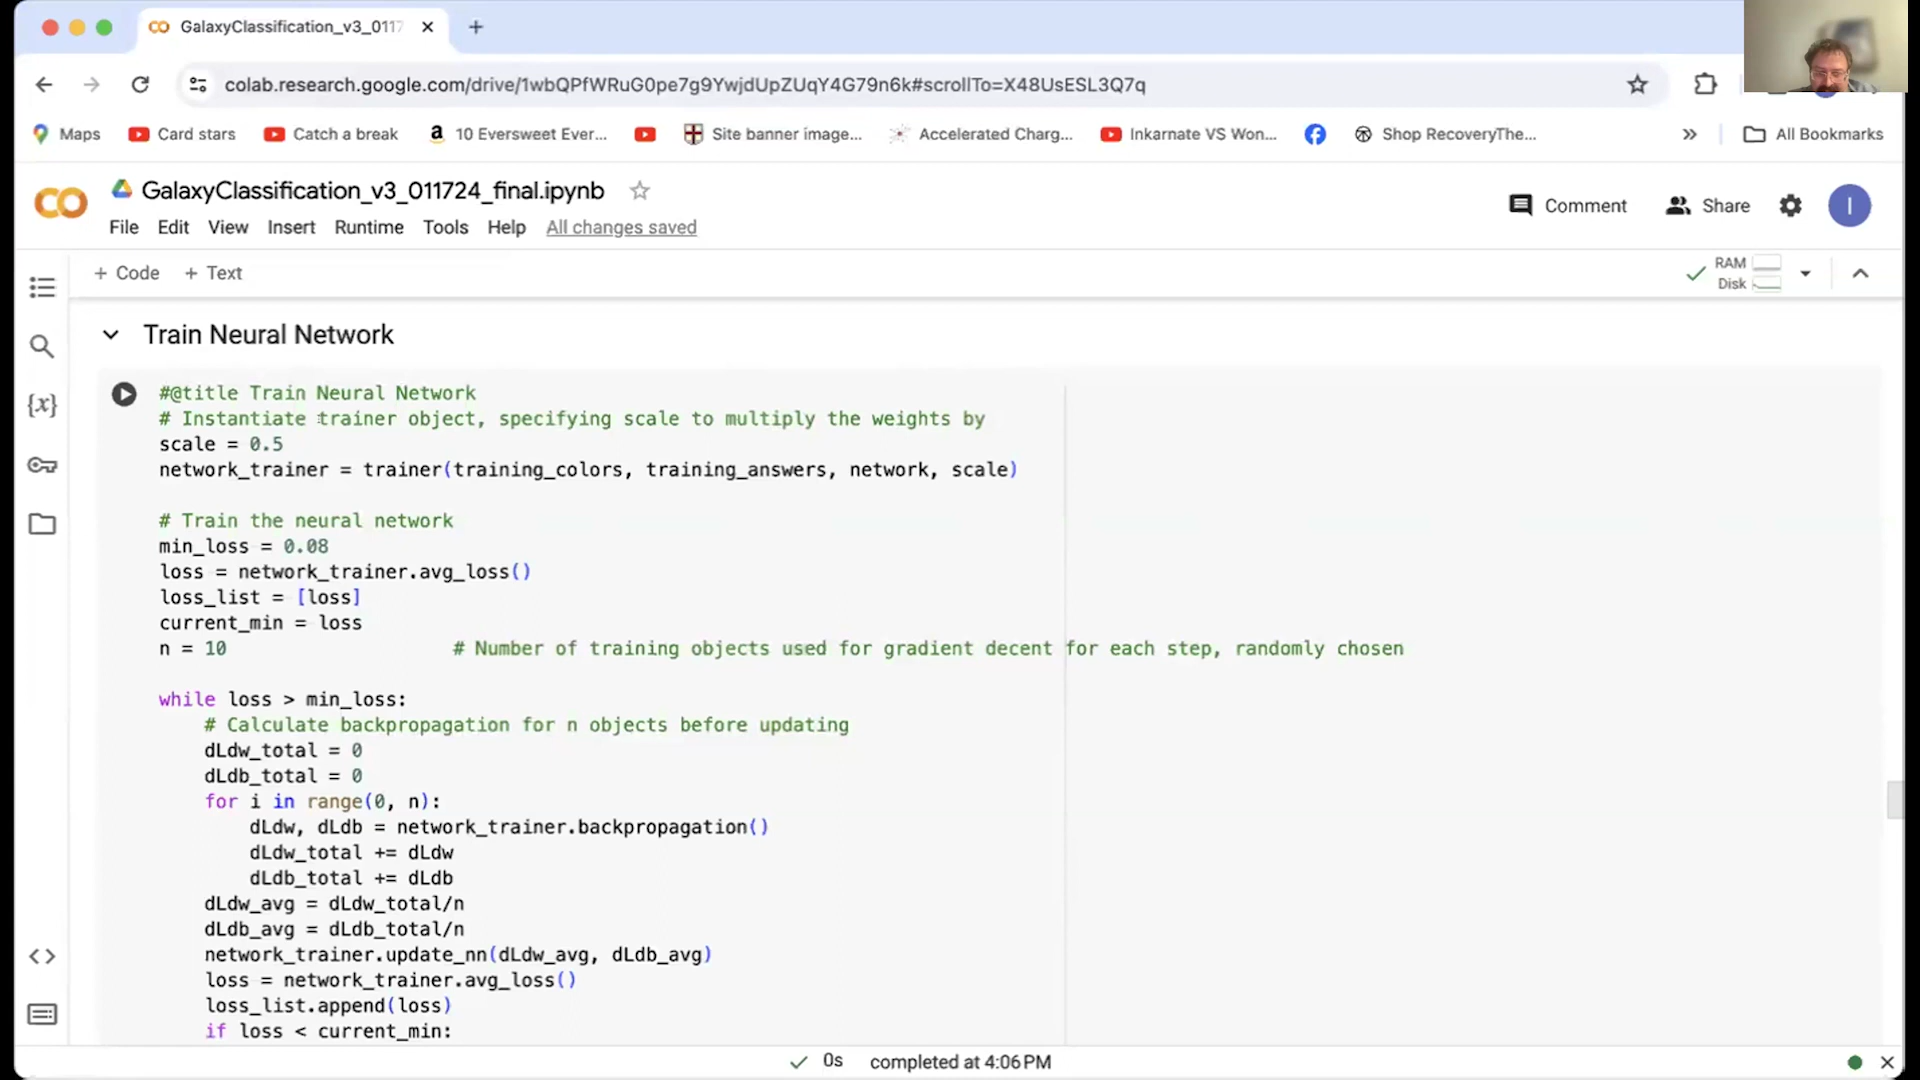 GalaxyClassification_v3_0117
colab.research.google.com/drive/1wbQPfWRuG0pe7g9YwjdUpZUqY4G79n6k#scrollTo=X48UsESL3Q7q
Maps Card stars Catch a break 10 Eversweet Ever... Site banner image... Accelerated Charg... Inkarnate VS Won... Shop RecoveryThe... » All Bookmarks
GalaxyClassification_v3_011724_final.ipynb
Comment Share I
File Edit View Insert Runtime Tools Help All changes saved
+ Code + Text
RAM
Disk
Train Neural Network
#@title Train Neural Network
# Instantiate trainer object, specifying scale to multiply the weights by
scale = 0.5
network_trainer = trainer(training_colors, training_answers, network, scale)
# Train the neural network
min_loss = 0.08
loss = network_trainer.avg_loss()
loss_list = [loss]
current_min = loss
n = 10 # Number of training objects used for gradient decent for each step, randomly chosen
while loss > min_loss:
# Calculate backpropagation for n objects before updating
dLdw_total = 0
dLdb_total = 0
for i in range(0, n):
dLdw, dLdb = network_trainer.backpropagation()
dLdw_total += dLdw
dLdb_total += dLdb
dLdw_avg = dLdw_total/n
dLdb_avg = dLdb_total/n
network_trainer.update_nn(dLdw_avg, dLdb_avg)
loss = network_trainer.avg_loss()
loss_list.append(loss)
if loss < current_min:
0s completed at 4:06 PM